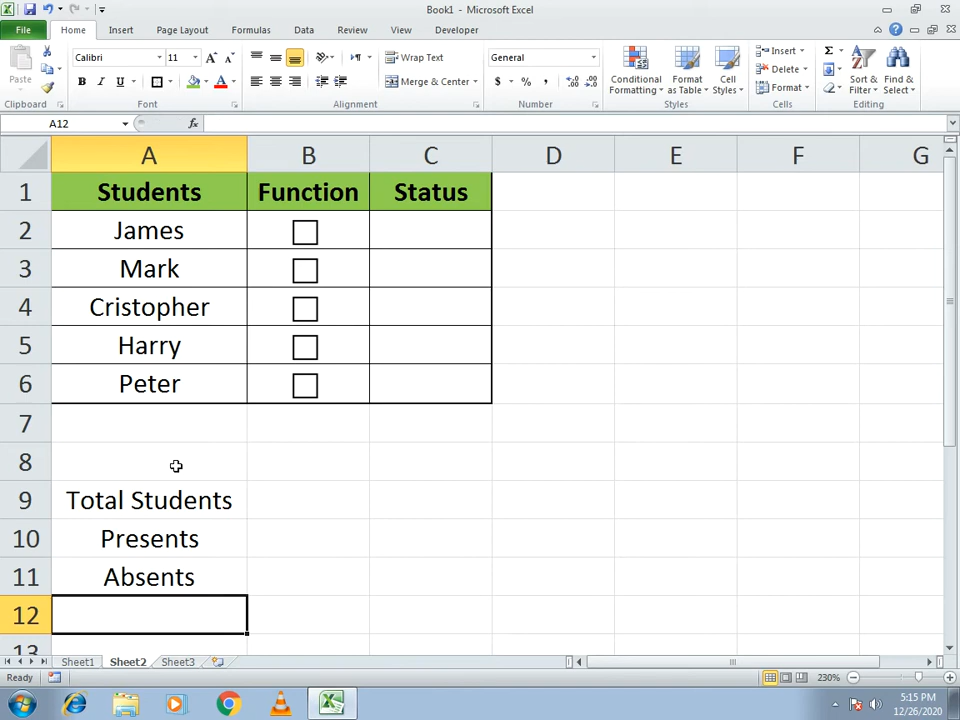 Book1 - Microsoft Excel
File Home Insert Page Layout Formulas Data Review View Developer
Paste Calibri 11 Wrap Text General Insert
B I U Merge & Center $ % , Conditional Formatting Format as Table Cell Styles Delete Format Σ Sort & Filter Find & Select
Clipboard Font Alignment Number Styles Cells Editing
A12 fx
A B C D E F G
1 Students Function Status
2 James
3 Mark
4 Cristopher
5 Harry
6 Peter
7
8
9 Total Students
10 Presents
11 Absents
12
13
Sheet1 Sheet2 Sheet3
Ready 230%
5:15 PM
12/26/2020